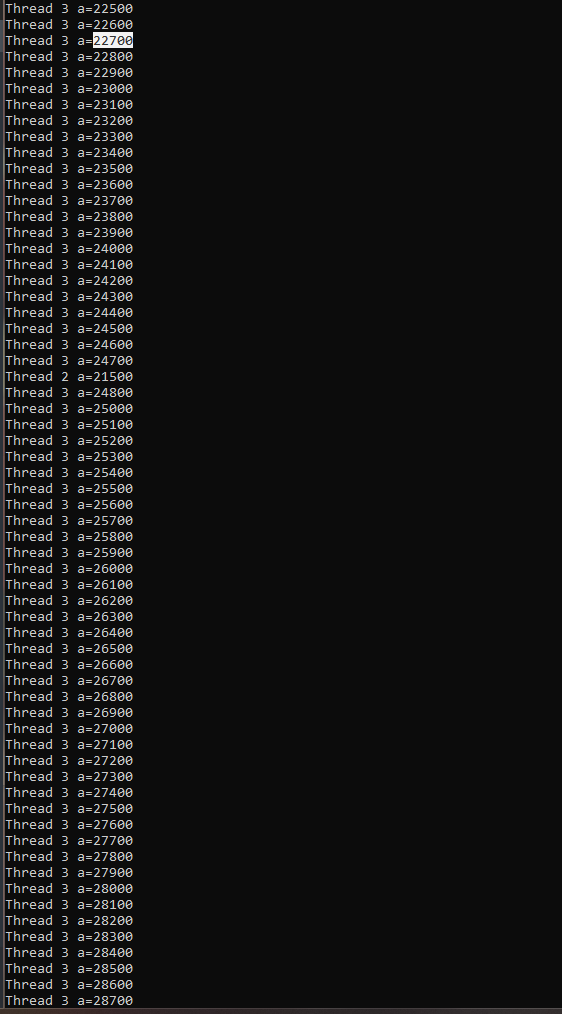 Thread 3 a=22500
Thread 3 a=22600
Thread 3 a=22700
Thread 3 a=22800
Thread 3 a=22900
Thread 3 a=23000
Thread 3 a=23100
Thread 3 a=23200
Thread 3 a=23300
Thread 3 a=23400
Thread 3 a=23500
Thread 3 a=23600
Thread 3 a=23700
Thread 3 a=23800
Thread 3 a=23900
Thread 3 a=24000
Thread 3 a=24100
Thread 3 a=24200
Thread 3 a=24300
Thread 3 a=24400
Thread 3 a=24500
Thread 3 a=24600
Thread 3 a=24700
Thread 2 a=21500
Thread 3 a=24800
Thread 3 a=25000
Thread 3 a=25100
Thread 3 a=25200
Thread 3 a=25300
Thread 3 a=25400
Thread 3 a=25500
Thread 3 a=25600
Thread 3 a=25700
Thread 3 a=25800
Thread 3 a=25900
Thread 3 a=26000
Thread 3 a=26100
Thread 3 a=26200
Thread 3 a=26300
Thread 3 a=26400
Thread 3 a=26500
Thread 3 a=26600
Thread 3 a=26700
Thread 3 a=26800
Thread 3 a=26900
Thread 3 a=27000
Thread 3 a=27100
Thread 3 a=27200
Thread 3 a=27300
Thread 3 a=27400
Thread 3 a=27500
Thread 3 a=27600
Thread 3 a=27700
Thread 3 a=27800
Thread 3 a=27900
Thread 3 a=28000
Thread 3 a=28100
Thread 3 a=28200
Thread 3 a=28300
Thread 3 a=28400
Thread 3 a=28500
Thread 3 a=28600
Thread 3 a=28700